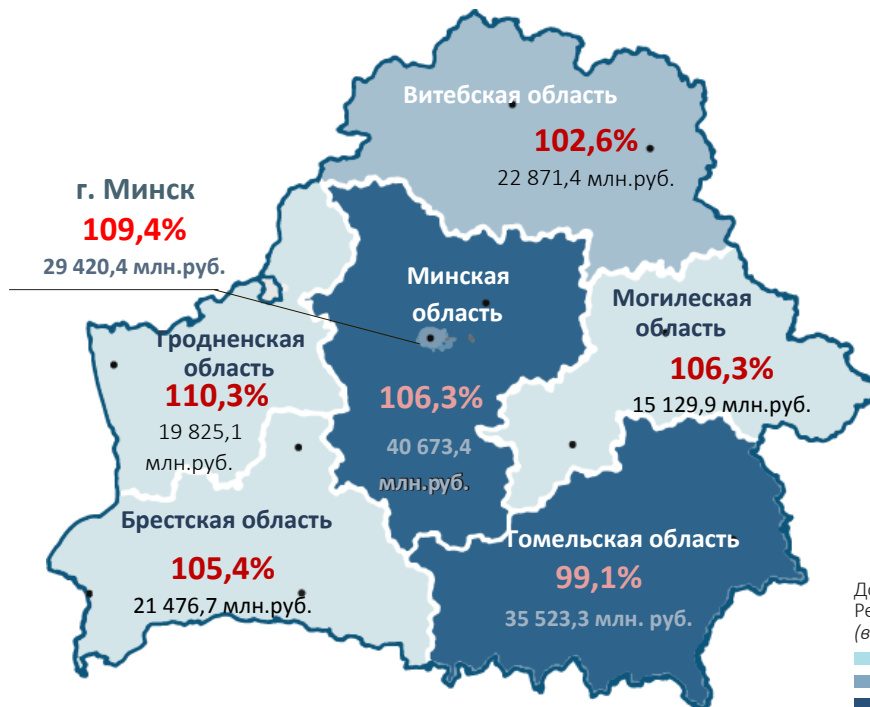 Витебская область
102,6%
22 871,4 млн.руб.
г. Минск
109,4%
29 420,4 млн.руб.
Минская
область
106,3%
40 673,4
млн.руб.
Могилеская
область
106,3%
15 129,9 млн.руб.
Гродненская
область
110,3%
19 825,1
млн.руб.
Брестская область
105,4%
21 476,7 млн.руб.
Гомельская область
99,1%
35 523,3 млн. руб.